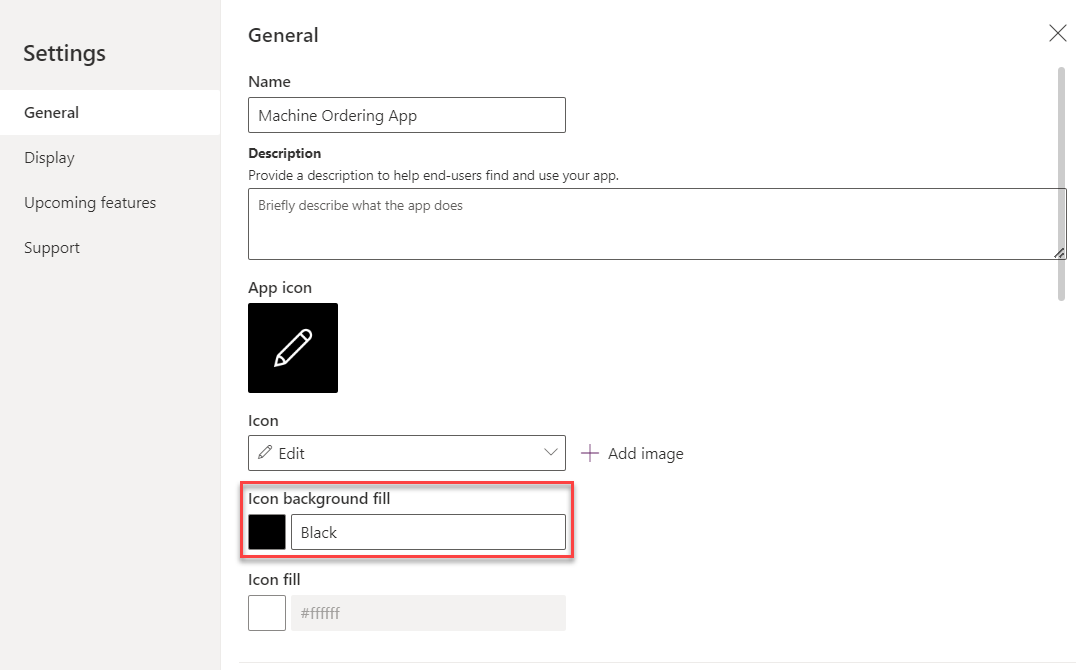 Settings
General
Display
Upcoming features
Support
General
Name
Machine Ordering App
Description
Provide a description to help end-users find and use your app.
Briefly describe what the app does
App icon
Icon
Edit
Add image
Icon background fill
Black
Icon fill
#ffffff